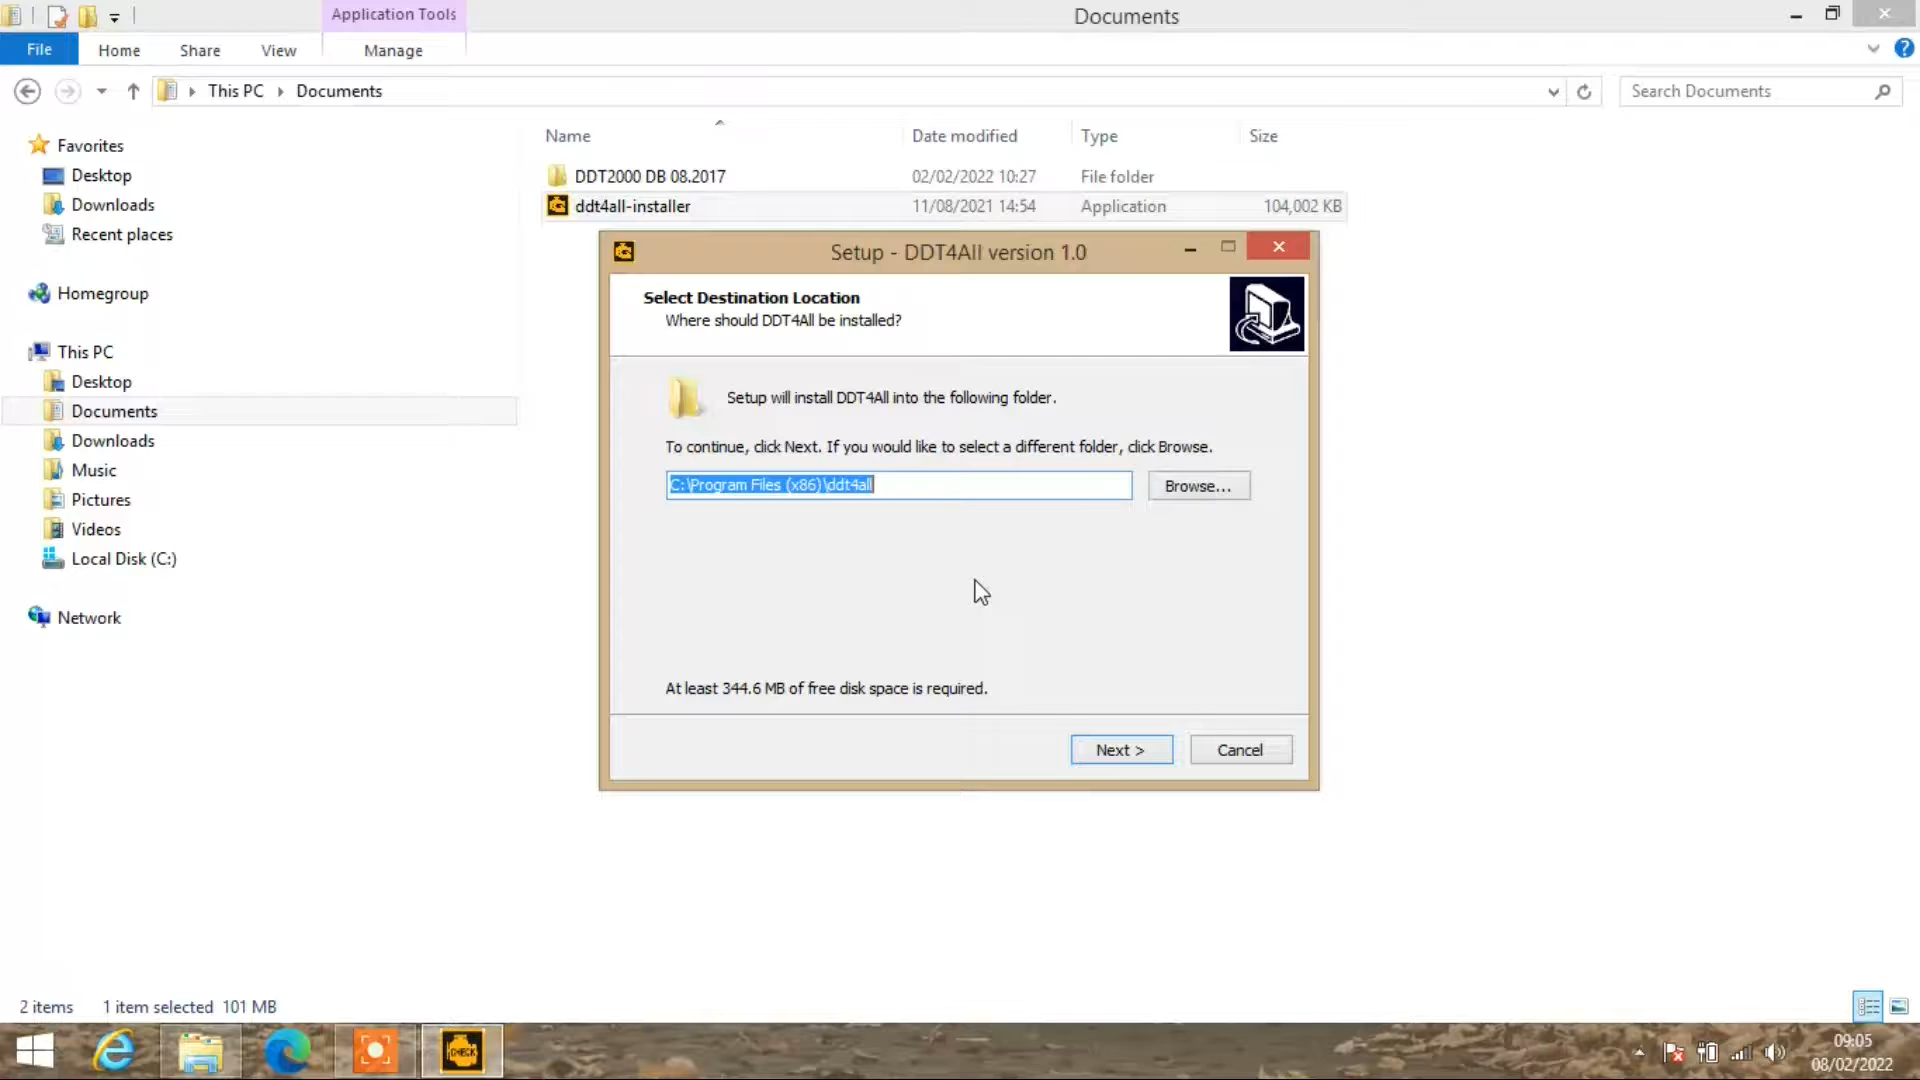 Application Tools
Documents
File
Home
Share
View
Manage
This PC
Documents
Search Documents
Favorites
Desktop
Downloads
Recent places
Homegroup
This PC
Desktop
Documents
Downloads
Music
Pictures
Videos
Local Disk (C:)
Network
Name
Date modified
Type
Size
DDT2000 DB 08.2017
02/02/2022 10:27
File folder
ddt4all-installer
11/08/2021 14:54
Application
104,002 KB
Setup - DDT4All version 1.0
Select Destination Location
Where should DDT4All be installed?
Setup will install DDT4All into the following folder.
To continue, click Next. If you would like to select a different folder, click Browse.
C:\Program Files (x86)\ddt4all
Browse...
At least 344.6 MB of free disk space is required.
Next >
Cancel
2 items
1 item selected 101 MB
CHECK
09:05
08/02/2022